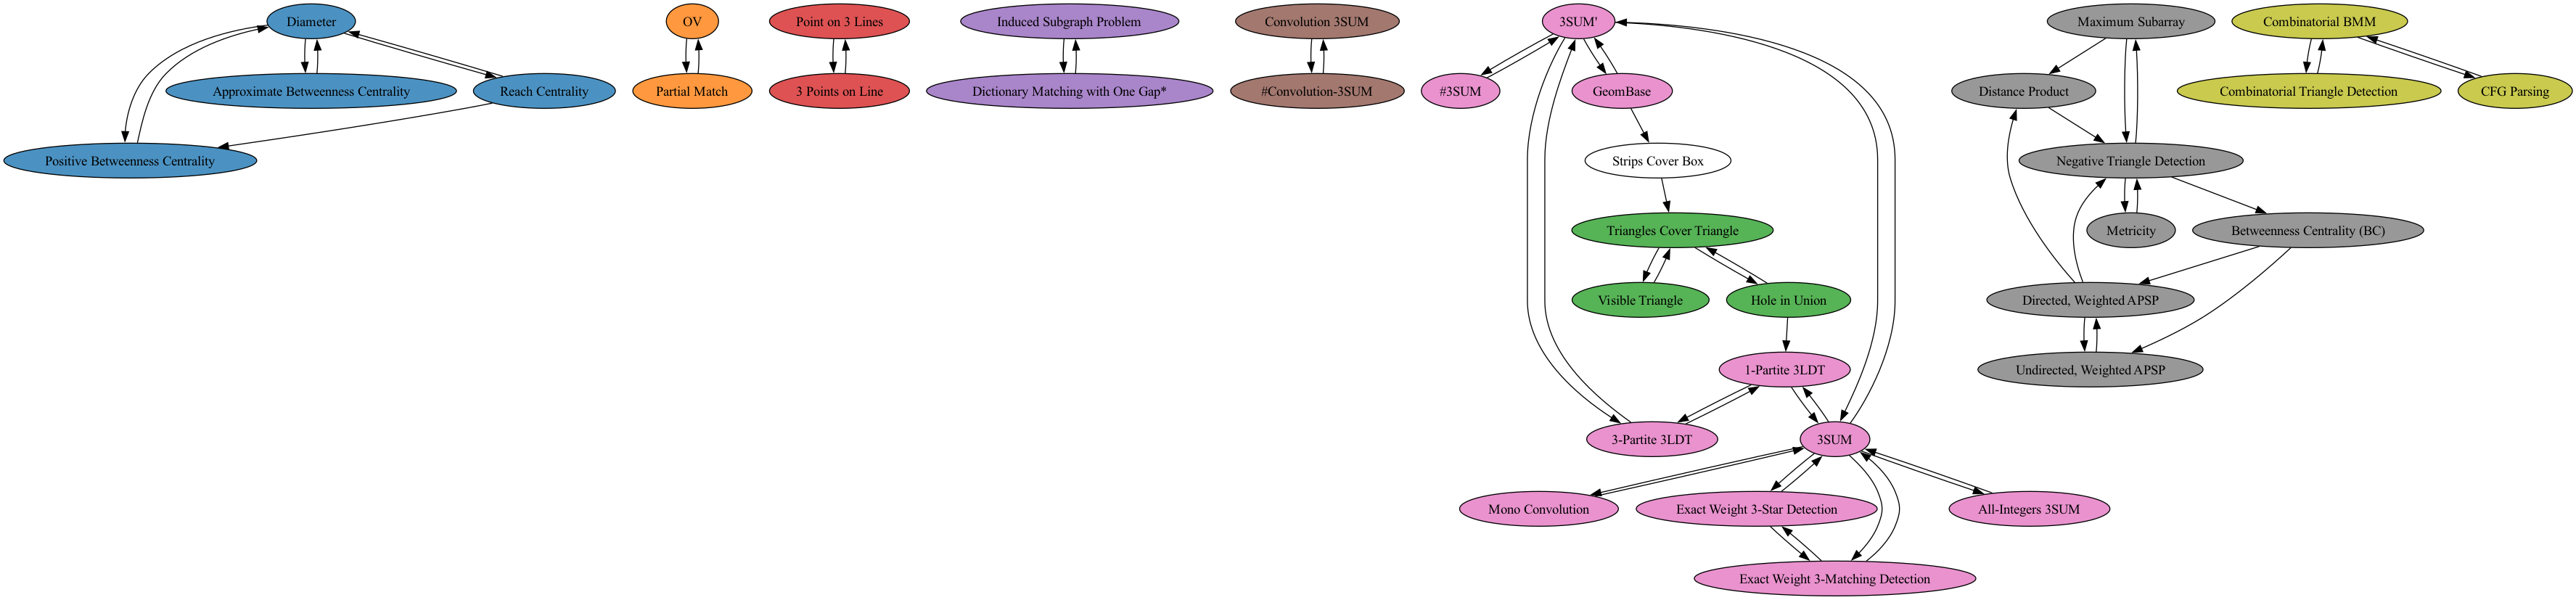 Diameter
OV
Point on 3 Lines
Induced Subgraph Problem
Convolution 3SUM
3SUM'
Maximum Subarray
Combinatorial BMM
Approximate Betweenness Centrality
Reach Centrality
Partial Match
3 Points on Line
Dictionary Matching with One Gap*
#Convolution-3SUM
#3SUM
GeomBase
Distance Product
Combinatorial Triangle Detection
CFG Parsing
Positive Betweenness Centrality
Strips Cover Box
Negative Triangle Detection
Triangles Cover Triangle
Metricity
Betweenness Centrality (BC)
Visible Triangle
Hole in Union
Directed, Weighted APSP
1-Partite 3LDT
Undirected, Weighted APSP
3-Partite 3LDT
3SUM
Mono Convolution
Exact Weight 3-Star Detection
All-Integers 3SUM
Exact Weight 3-Matching Detection